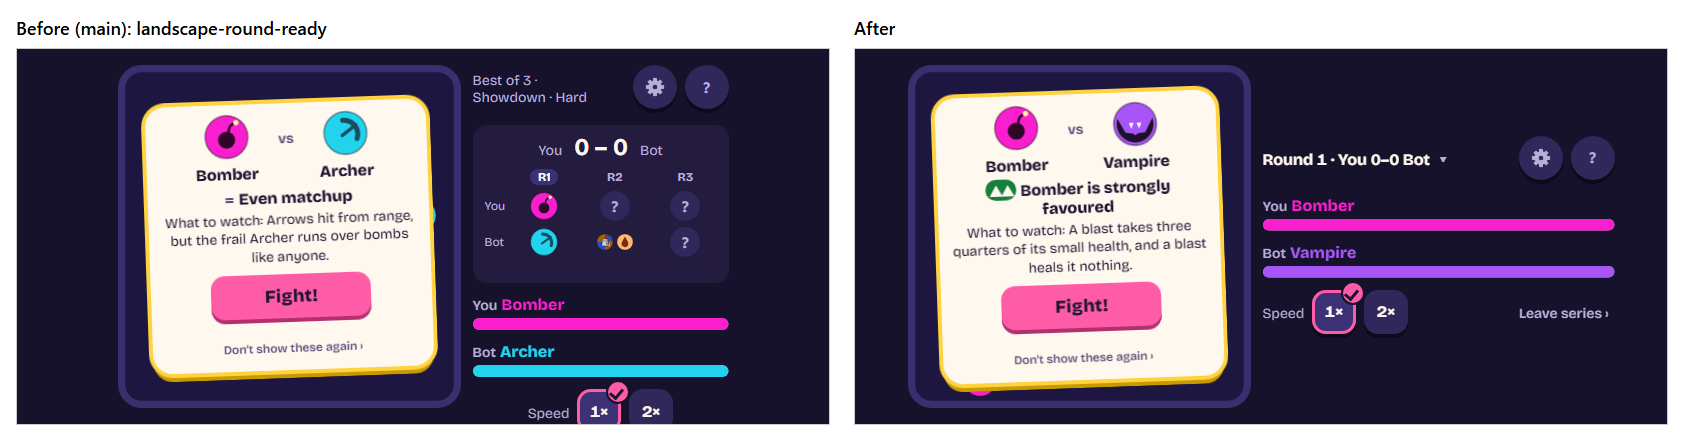 Before (main): landscape-round-ready
vs
Bomber
Archer
= Even matchup
What to watch: Arrows hit from range,
but the frail Archer runs over bombs
like anyone.
Fight!
Don't show these again ›
Best of 3 ·
Showdown · Hard
?
You 0 – 0 Bot
R1 R2 R3
You ? ?
Bot ?
You Bomber
Bot Archer
Speed 1× 2×
After
vs
Bomber
Vampire
Bomber is strongly
favoured
What to watch: A blast takes three
quarters of its small health, and a blast
heals it nothing.
Fight!
Don't show these again ›
Round 1 · You 0–0 Bot ▾
?
You Bomber
Bot Vampire
Speed 1× 2× Leave series ›